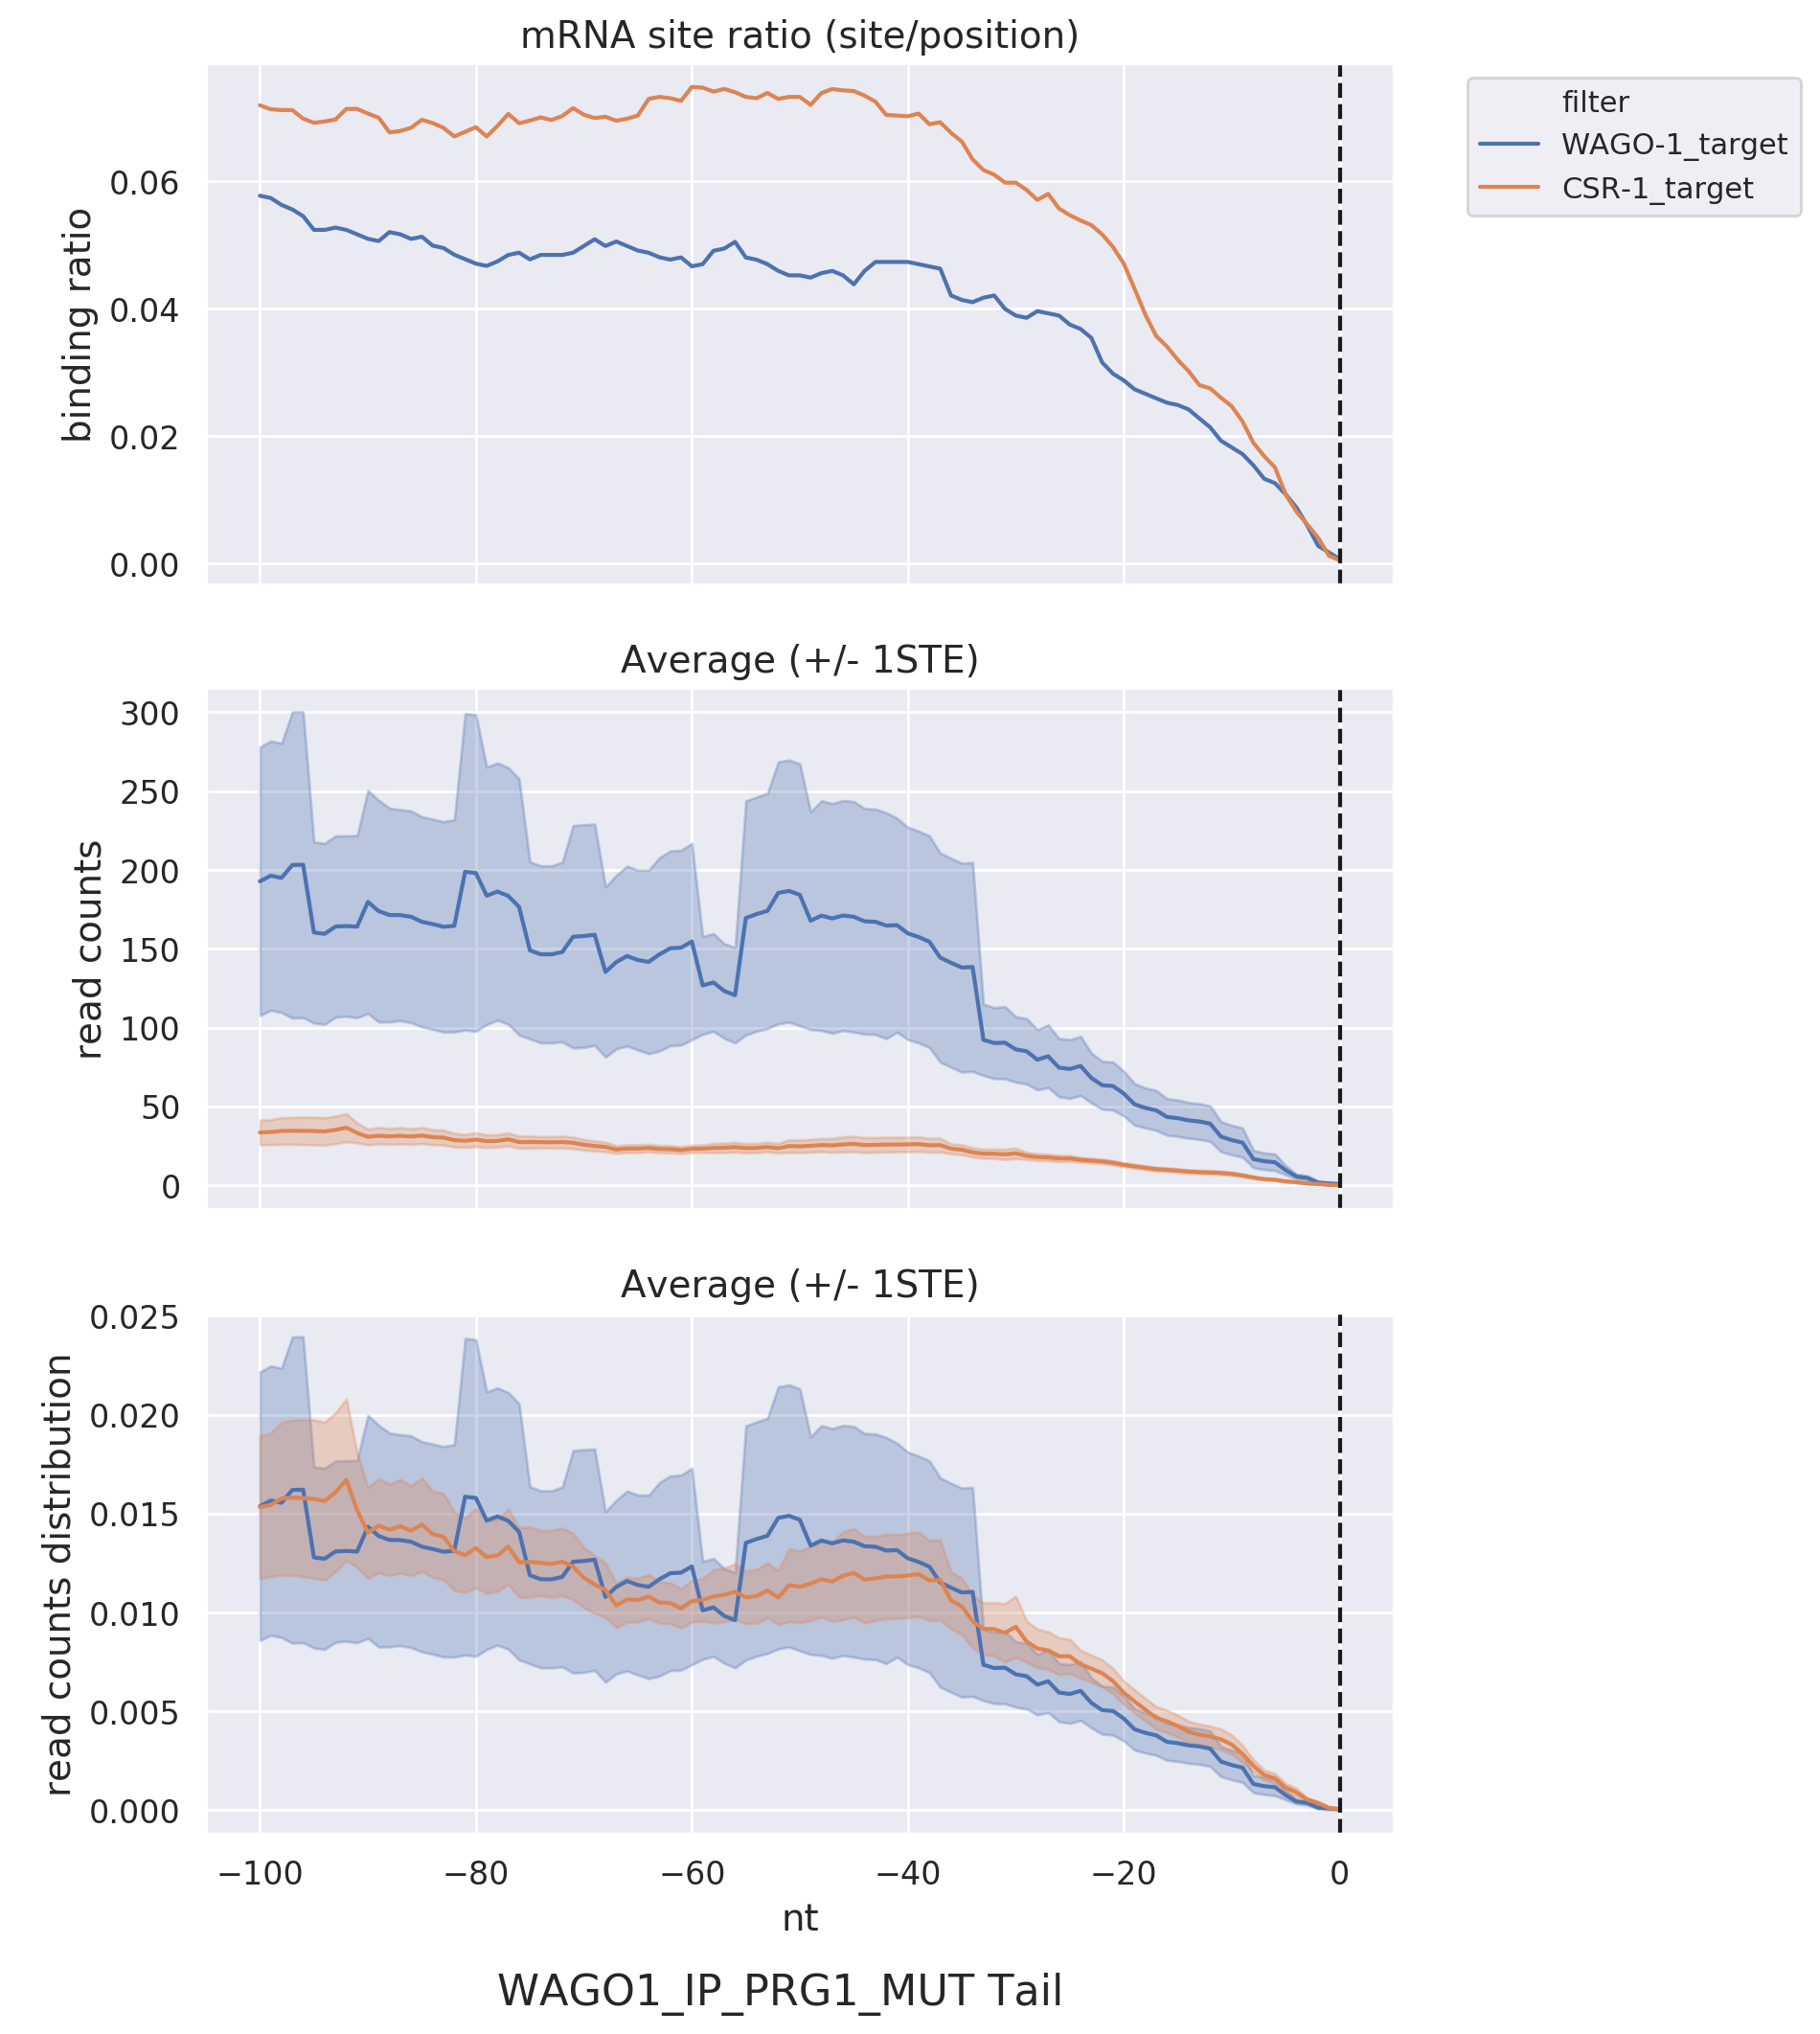 mRNA site ratio (site/position)
filter
WAGO-1_target
CSR-1_target
binding ratio
0.06
0.04
0.02
0.00
Average (+/- 1STE)
read counts
300
250
200
150
100
50
0
Average (+/- 1STE)
read counts distribution
0.025
0.020
0.015
0.010
0.005
0.000
−100 −80 −60 −40 −20 0
nt
WAGO1_IP_PRG1_MUT Tail